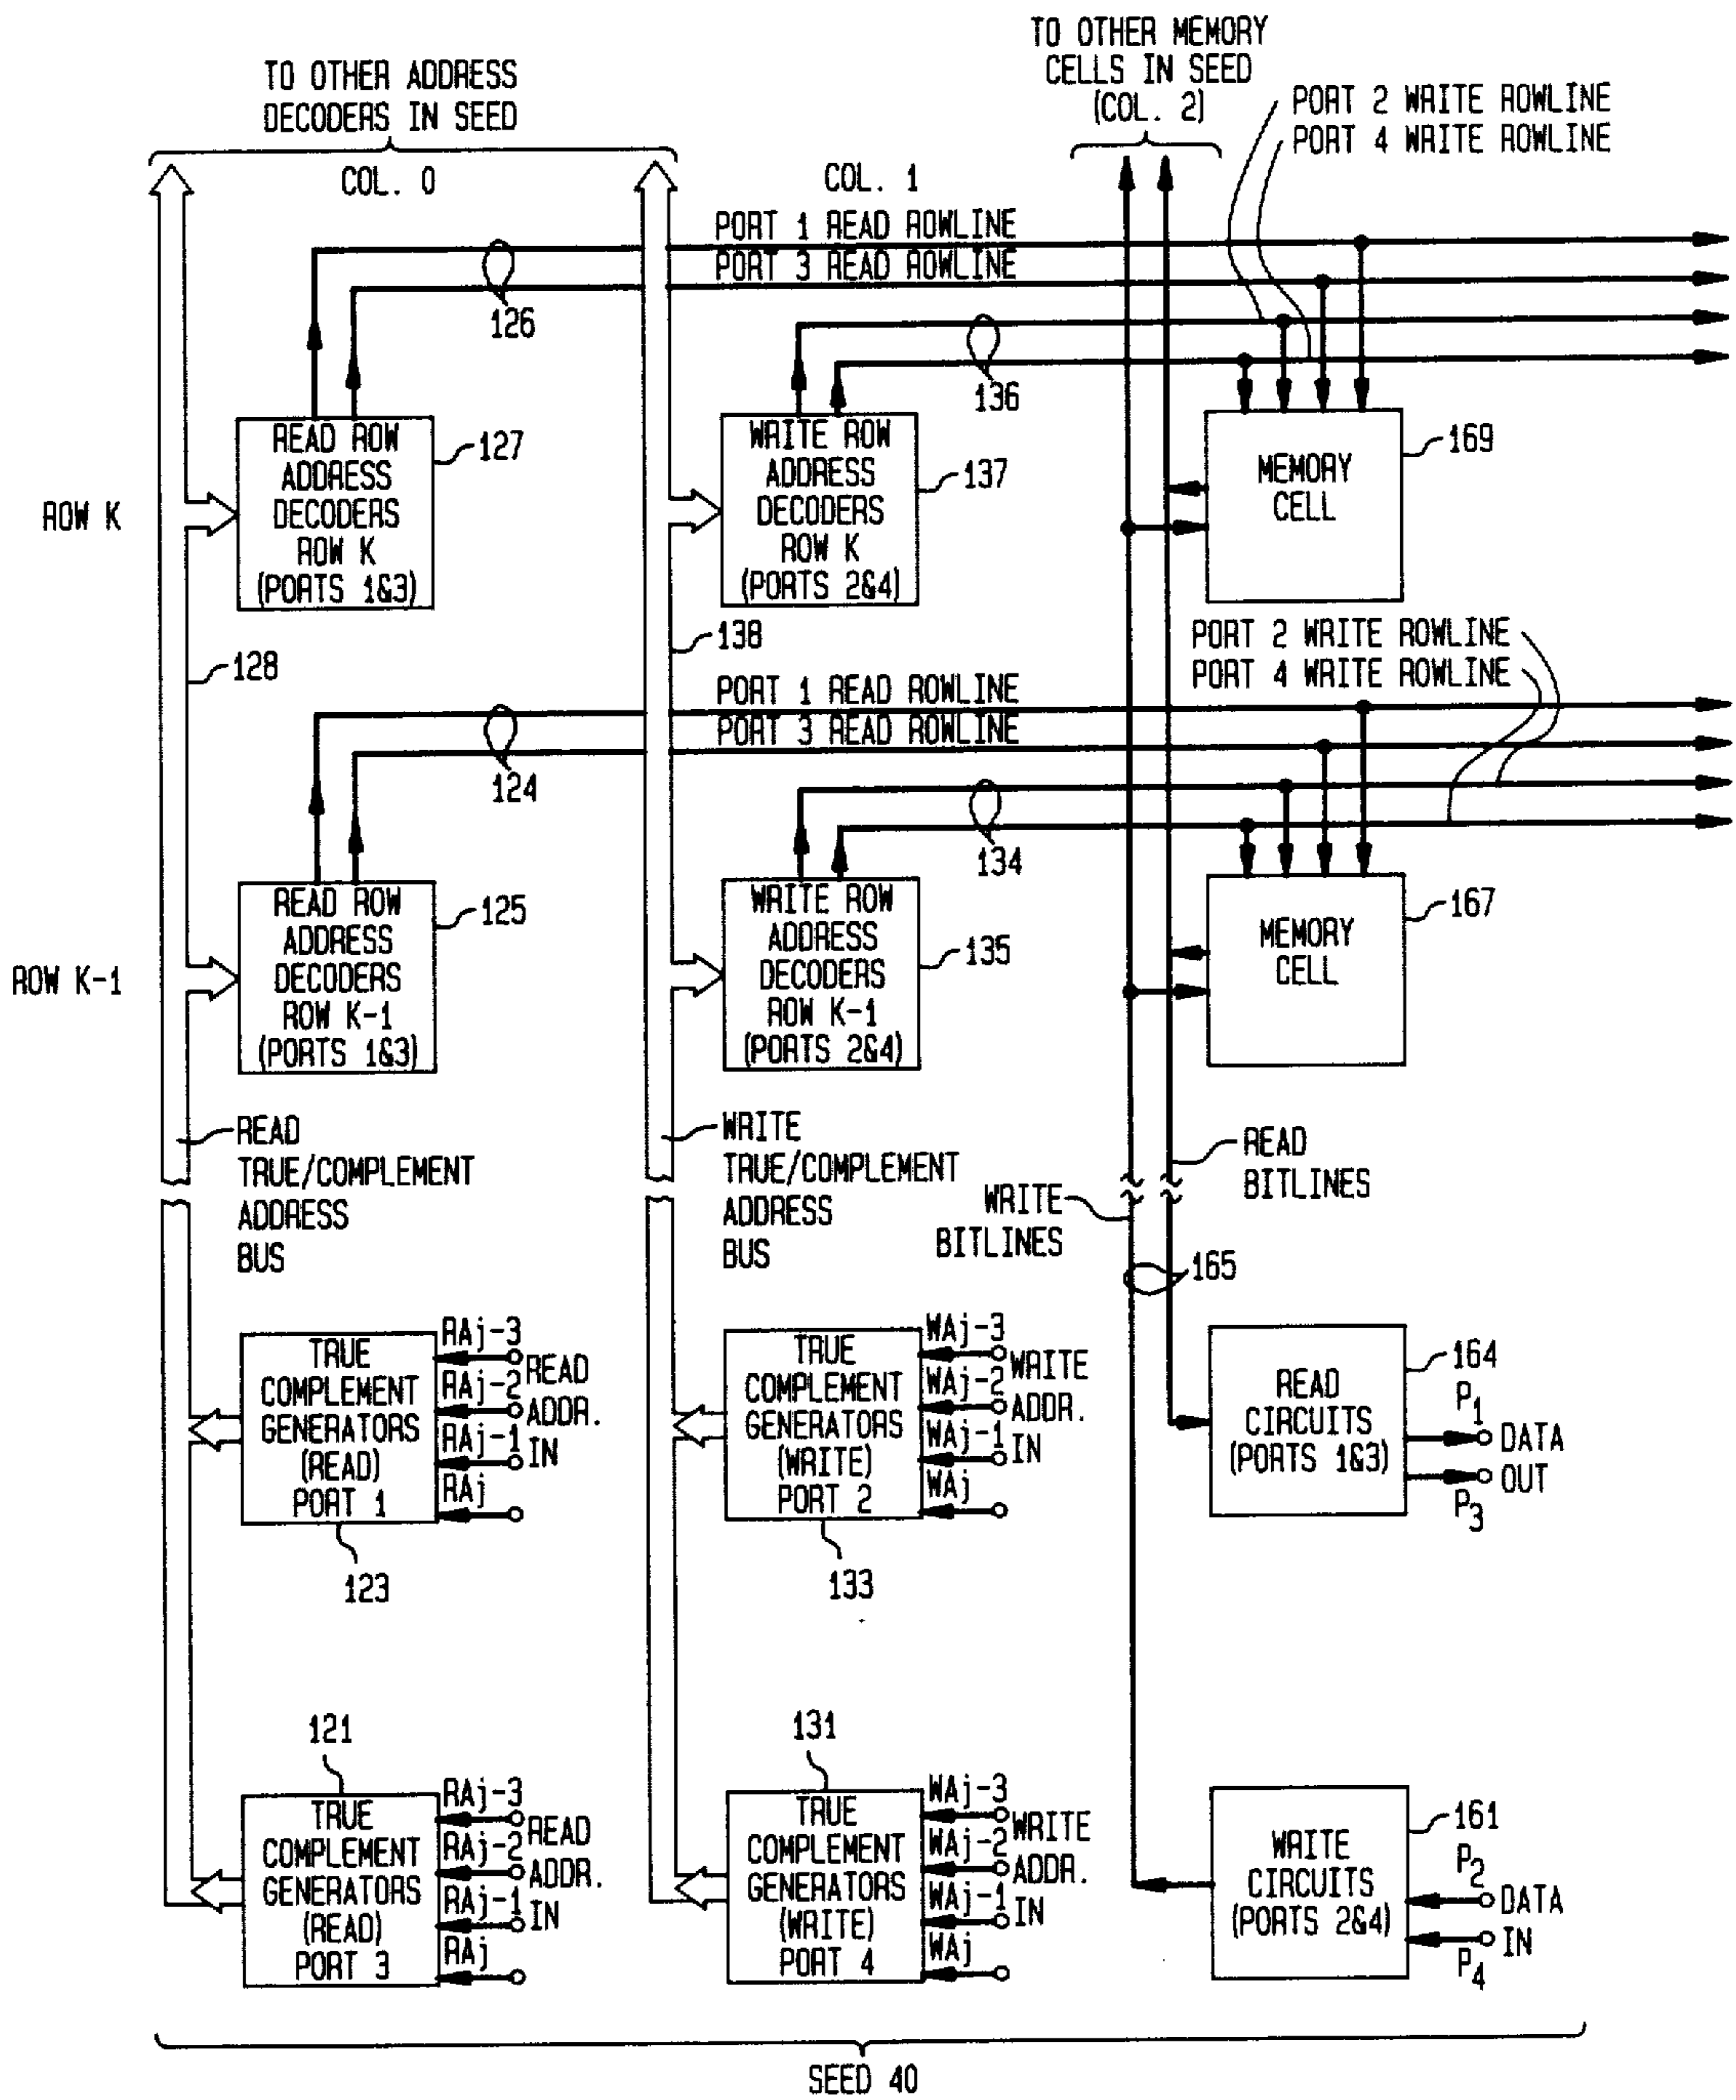 TO OTHER MEMORY
CELLS IN SEED
(COL. 2)
TO OTHER ADDRESS
DECODERS IN SEED
PORT 2 WRITE ROWLINE
PORT 4 WRITE ROWLINE
COL. 0
COL. 1
PORT 1 READ ROWLINE
PORT 3 READ ROWLINE
126
136
ROW K
READ ROW
ADDRESS
DECODERS
ROW K
(PORTS 1&3)
127
WRITE ROW
ADDRESS
DECODERS
ROW K
(PORTS 2&4)
137
MEMORY
CELL
169
128
138
PORT 2 WRITE ROWLINE
PORT 4 WRITE ROWLINE
PORT 1 READ ROWLINE
PORT 3 READ ROWLINE
124
134
ROW K-1
READ ROW
ADDRESS
DECODERS
ROW K-1
(PORTS 1&3)
125
WRITE ROW
ADDRESS
DECODERS
ROW K-1
(PORTS 2&4)
135
MEMORY
CELL
167
READ
TRUE/COMPLEMENT
ADDRESS
BUS
WRITE
TRUE/COMPLEMENT
ADDRESS
BUS
WRITE
BITLINES
READ
BITLINES
165
TRUE
COMPLEMENT
GENERATORS
(READ)
PORT 1
RAj-3
RAj-2
RAj-1
RAj
READ
ADDR.
IN
123
TRUE
COMPLEMENT
GENERATORS
(WRITE)
PORT 2
WAj-3
WAj-2
WAj-1
WAj
WRITE
ADDR.
IN
133
READ
CIRCUITS
(PORTS 1&3)
164
P1
DATA
OUT
P3
121
TRUE
COMPLEMENT
GENERATORS
(READ)
PORT 3
RAj-3
RAj-2
RAj-1
RAj
READ
ADDR.
IN
131
TRUE
COMPLEMENT
GENERATORS
(WRITE)
PORT 4
WAj-3
WAj-2
WAj-1
WAj
WRITE
ADDR.
IN
WRITE
CIRCUITS
(PORTS 2&4)
161
P2
DATA
IN
P4
SEED 40